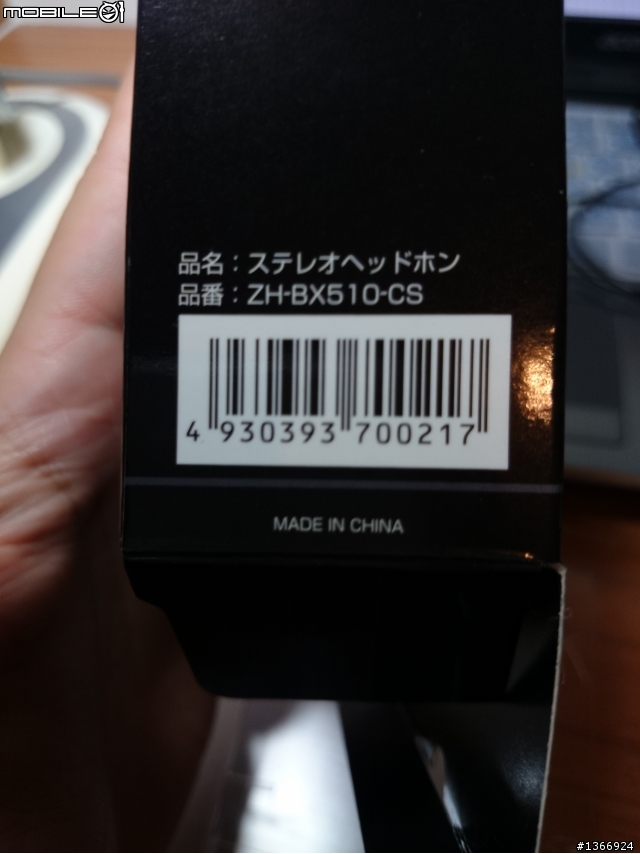 MOBILE01
品名：ステレオヘッドホン
品番：ZH-BX510-CS
4 930393 700217
MADE IN CHINA
#1366924